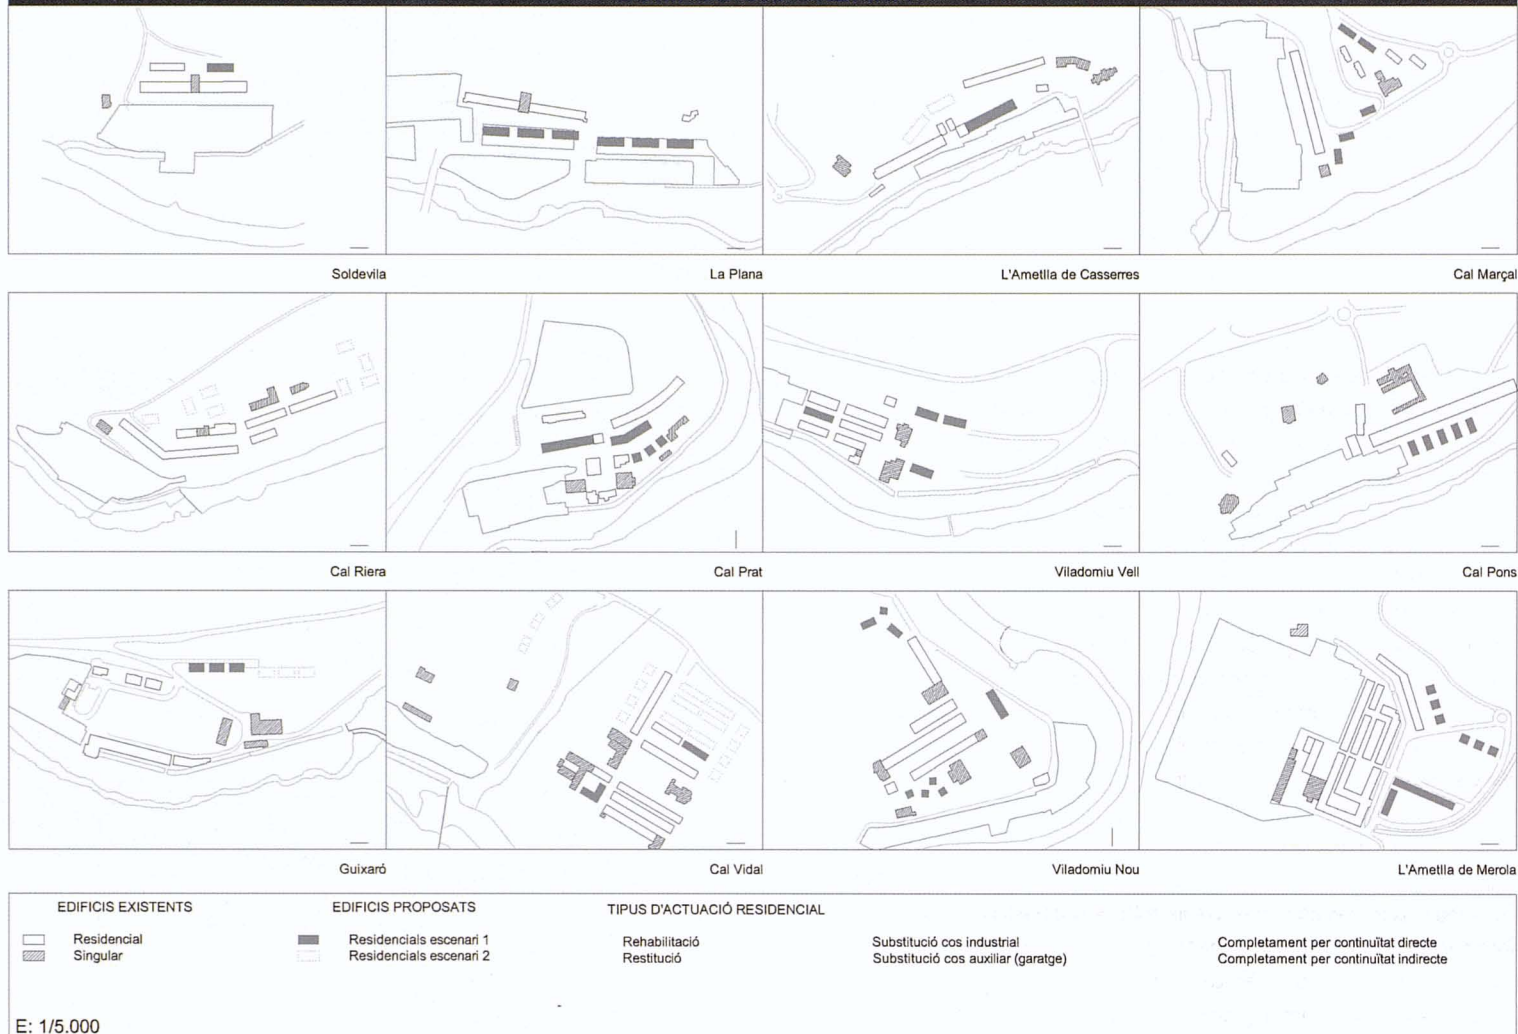 Soldevila
La Plana
L'Ametlla de Casserres
Cal Marçal
Cal Riera
Cal Prat
Viladomiu Vell
Cal Pons
Guixaró
Cal Vidal
Viladomiu Nou
L'Ametlla de Merola
EDIFICIS EXISTENTS
Residencial
Singular
EDIFICIS PROPOSATS
Residencials escenari 1
Residencials escenari 2
TIPUS D'ACTUACIÓ RESIDENCIAL
Rehabilitació
Restitució
Substitució cos industrial
Substitució cos auxiliar (garatge)
Completament per continuïtat directe
Completament per continuïtat indirecte
E: 1/5.000